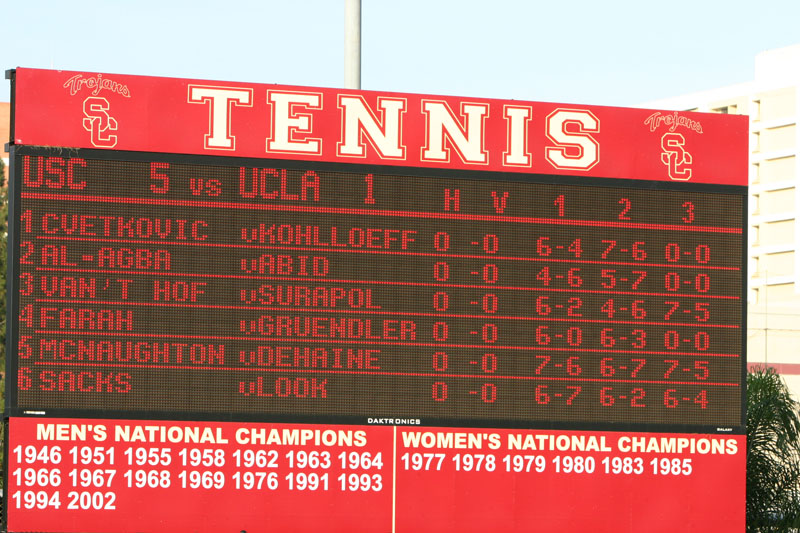 Trojans SC TENNIS Trojans SC
USC 5 vs UCLA 1 H V 1 2 3
1 CVETKOVIC vKOHLLOEFF 0 -0 6-4 7-6 0-0
2 AL-AGBA vABID 0 -0 4-6 5-7 0-0
3 VAN'T HOF vSURAPOL 0 -0 6-2 4-6 7-5
4 FARAH vGRUENDLER 0 -0 6-0 6-3 0-0
5 MCNAUGHTON vDEHAINE 0 -0 7-6 6-7 7-5
6 SACKS vLOOK 0 -0 6-7 6-2 6-4
DAKTRONICS GALAXY
MEN'S NATIONAL CHAMPIONS
1946 1951 1955 1958 1962 1963 1964
1966 1967 1968 1969 1976 1991 1993
1994 2002
WOMEN'S NATIONAL CHAMPIONS
1977 1978 1979 1980 1983 1985